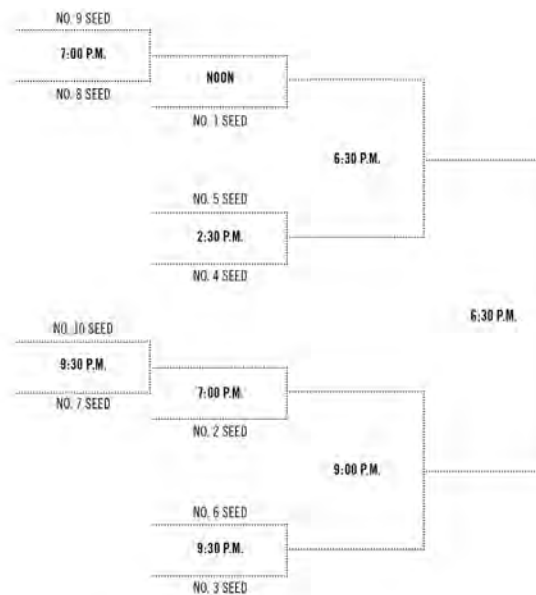 NO. 9 SEED
7:00 P.M.
NO. 8 SEED
NOON
NO. 1 SEED
6:30 P.M.
NO. 5 SEED
2:30 P.M.
NO. 4 SEED
6:30 P.M.
NO. 10 SEED
9:30 P.M.
NO. 7 SEED
7:00 P.M.
NO. 2 SEED
9:00 P.M.
NO. 6 SEED
9:30 P.M.
NO. 3 SEED